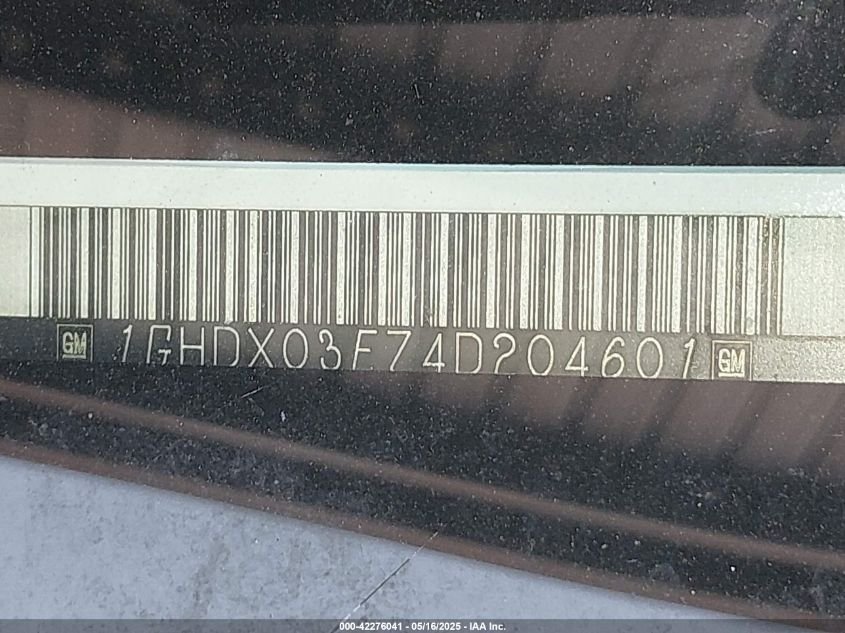 GM 1GHDX03E74D204601 GM
000-42276041 - 05/16/2025 - IAA Inc.